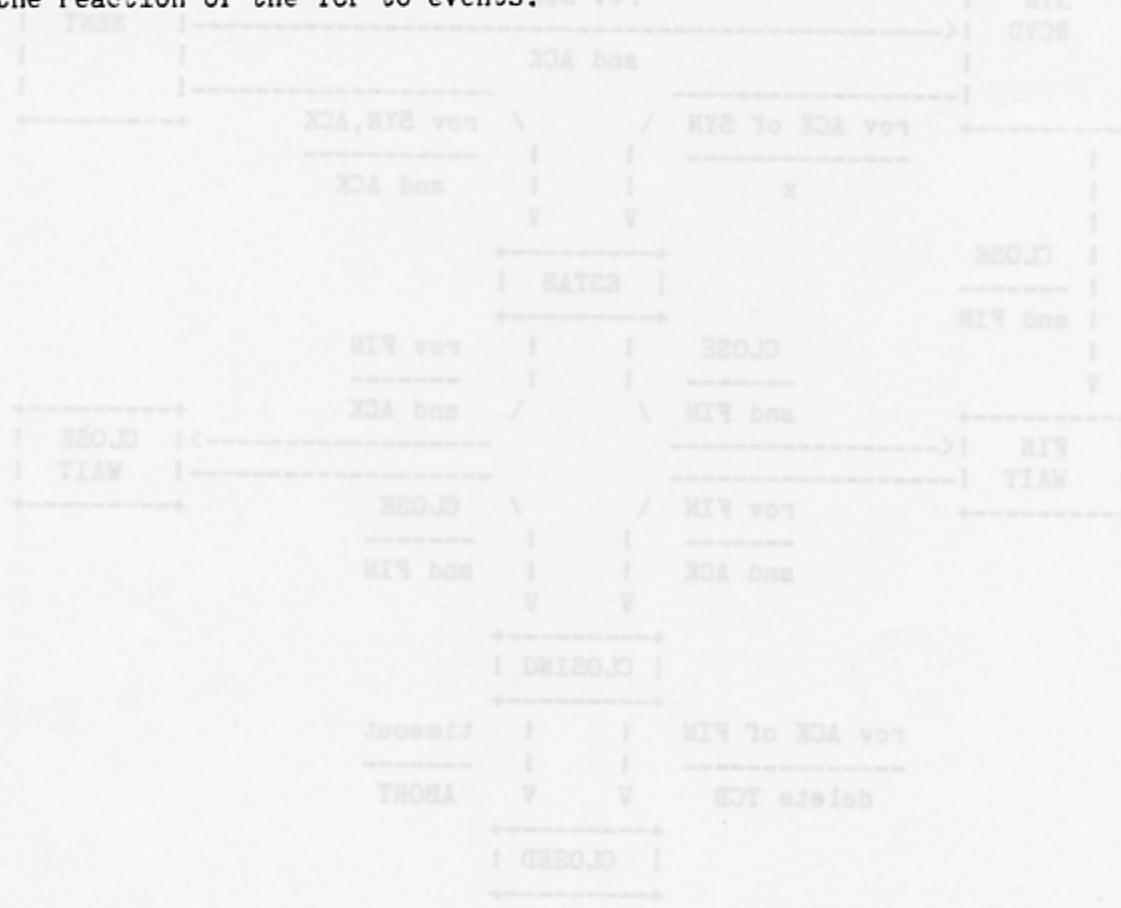 the reaction of the TCP to events.
SYN rcv
RCVD SENT
snd ACK
rcv ACK of SYN rcv SYN,ACK
x snd ACK
CLOSE
ESTAB
snd FIN
CLOSE rcv FIN
snd FIN snd ACK
FIN CLOSE
WAIT WAIT
rcv FIN CLOSE
snd ACK snd FIN
CLOSING
rcv ACK of FIN timeout
delete TCB ABORT
CLOSED